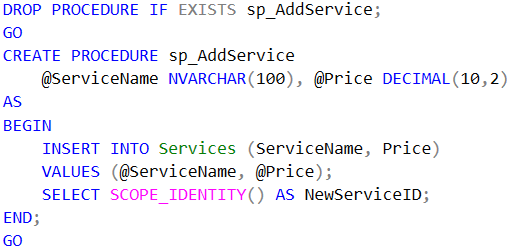 DROP PROCEDURE IF EXISTS sp_AddService;
GO
CREATE PROCEDURE sp_AddService
    @ServiceName NVARCHAR(100), @Price DECIMAL(10,2)
AS
BEGIN
    INSERT INTO Services (ServiceName, Price)
    VALUES (@ServiceName, @Price);
    SELECT SCOPE_IDENTITY() AS NewServiceID;
END;
GO